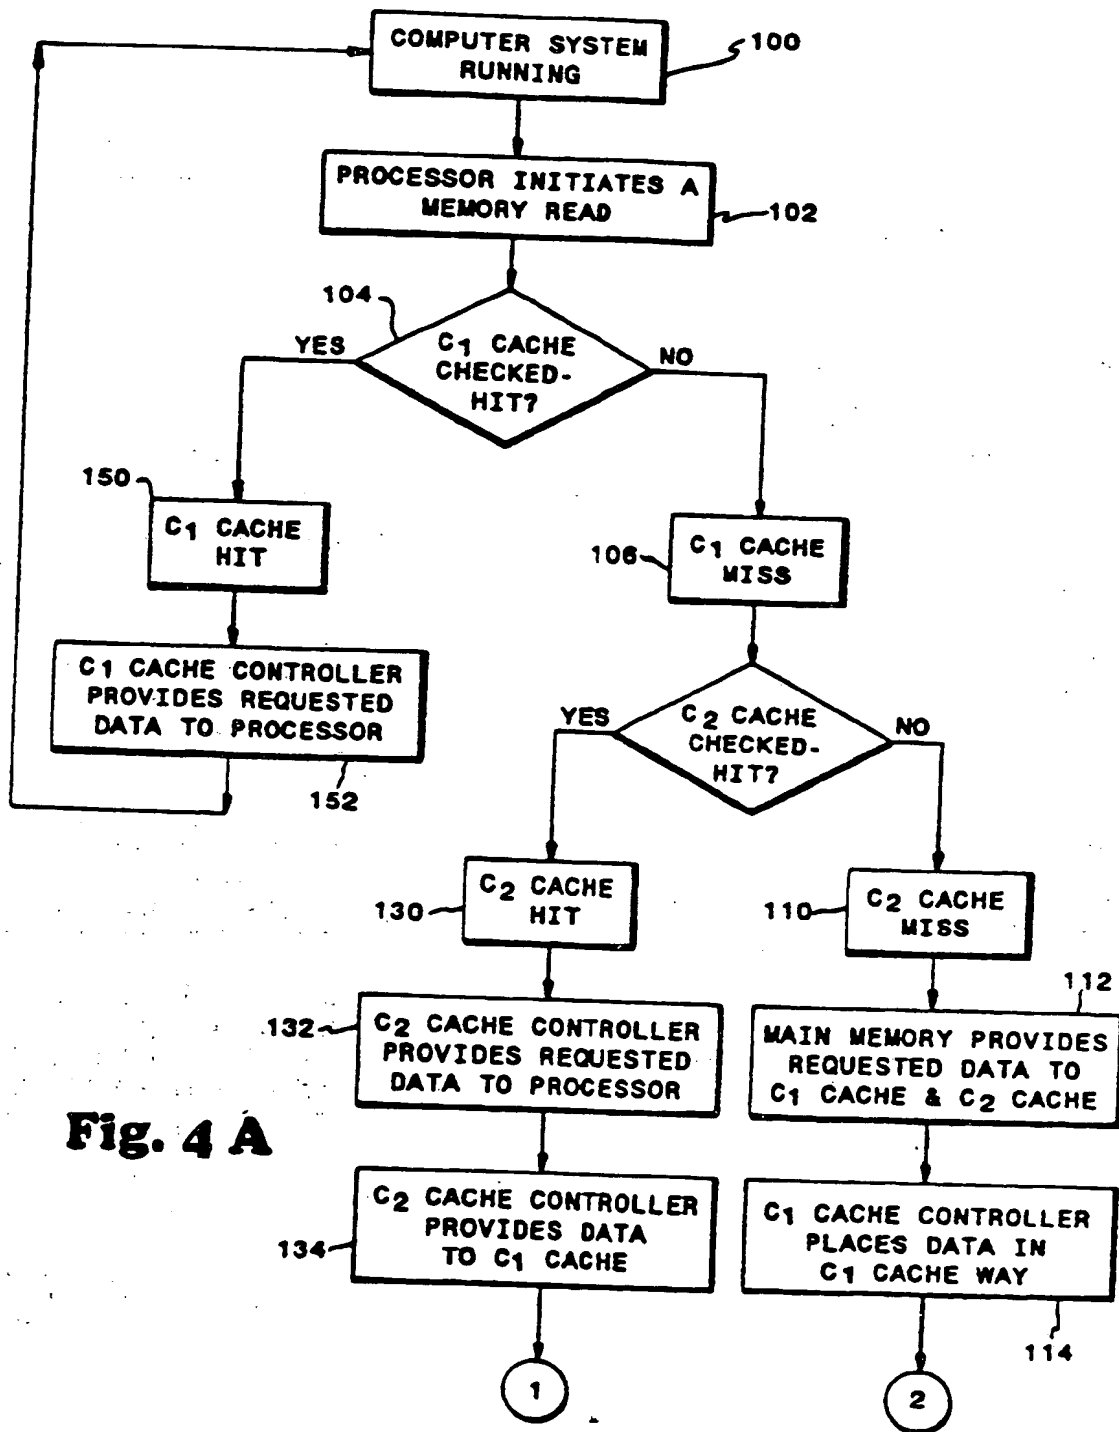 COMPUTER SYSTEM
RUNNING
100
PROCESSOR INITIATES A
MEMORY READ
102
104
YES
C1 CACHE
CHECKED-
HIT?
NO
150
C1 CACHE
HIT
106
C1 CACHE
MISS
C1 CACHE CONTROLLER
PROVIDES REQUESTED
DATA TO PROCESSOR
152
YES
C2 CACHE
CHECKED-
HIT?
NO
130
C2 CACHE
HIT
110
C2 CACHE
MISS
132
C2 CACHE CONTROLLER
PROVIDES REQUESTED
DATA TO PROCESSOR
112
MAIN MEMORY PROVIDES
REQUESTED DATA TO
C1 CACHE & C2 CACHE
Fig. 4 A
134
C2 CACHE CONTROLLER
PROVIDES DATA
TO C1 CACHE
C1 CACHE CONTROLLER
PLACES DATA IN
C1 CACHE WAY
114
1
2